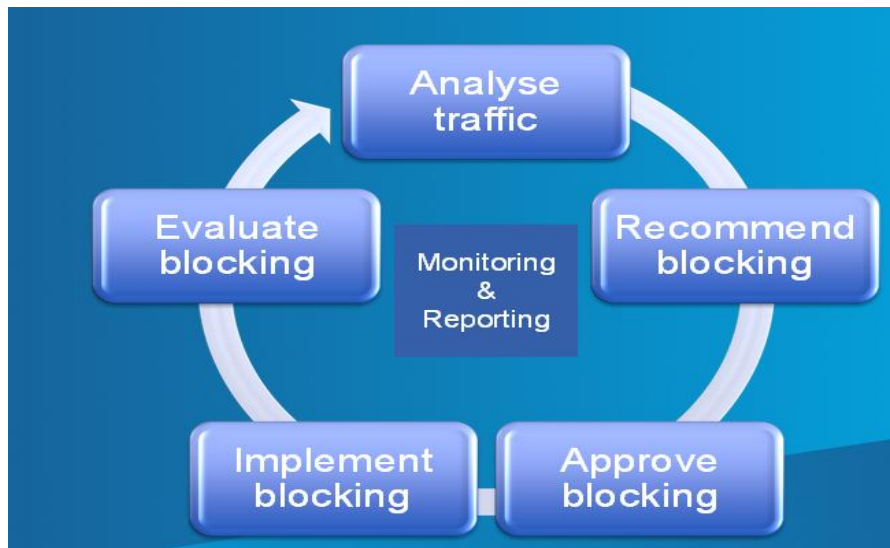 Analyse
traffic
Recommend
blocking
Approve
blocking
Implement
blocking
Evaluate
blocking
Monitoring
&
Reporting